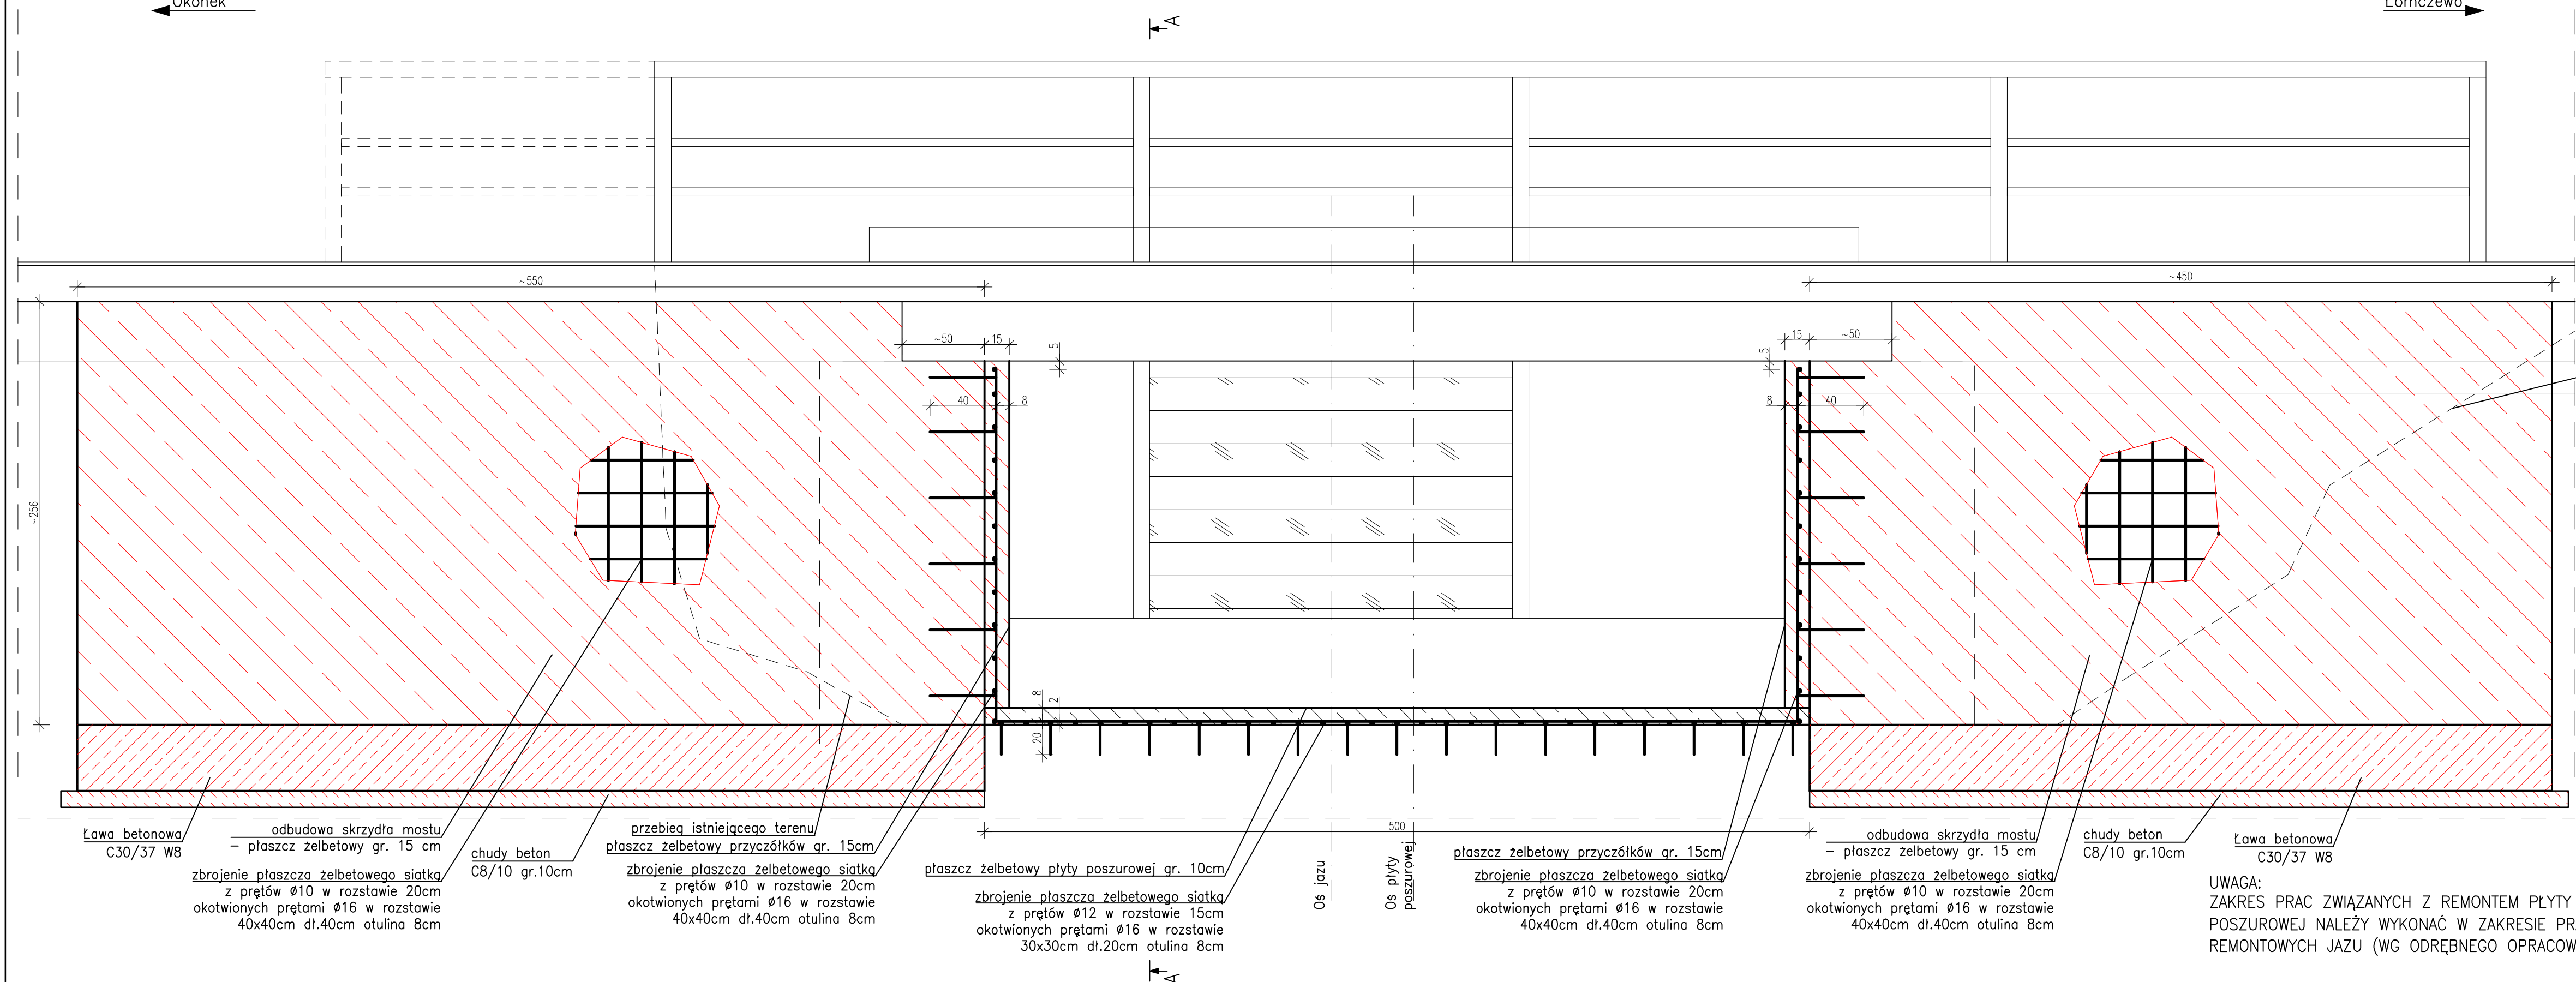 Okonek
Łomczewo
A
~550
~450
~50
15
5
15
~50
5
40
8
8
40
~256
8
2
20
500
Ława betonowa
C30/37 W8
odbudowa skrzydła mostu
– płaszcz żelbetowy gr. 15 cm
zbrojenie płaszcza żelbetowego siatką
z prętów ø10 w rozstawie 20cm
okotwionych prętami ø16 w rozstawie
40x40cm dł.40cm otulina 8cm
chudy beton
C8/10 gr.10cm
przebieg istniejącego terenu
płaszcz żelbetowy przyczółków gr. 15cm
zbrojenie płaszcza żelbetowego siatką
z prętów ø10 w rozstawie 20cm
okotwionych prętami ø16 w rozstawie
40x40cm dł.40cm otulina 8cm
płaszcz żelbetowy płyty poszurowej gr. 10cm
zbrojenie płaszcza żelbetowego siatką
z prętów ø12 w rozstawie 15cm
okotwionych prętami ø16 w rozstawie
30x30cm dł.20cm otulina 8cm
Oś jazu
Oś płyty
poszurowej
płaszcz żelbetowy przyczółków gr. 15cm
zbrojenie płaszcza żelbetowego siatką
z prętów ø10 w rozstawie 20cm
okotwionych prętami ø16 w rozstawie
40x40cm dł.40cm otulina 8cm
odbudowa skrzydła mostu
– płaszcz żelbetowy gr. 15 cm
zbrojenie płaszcza żelbetowego siatką
z prętów ø10 w rozstawie 20cm
okotwionych prętami ø16 w rozstawie
40x40cm dł.40cm otulina 8cm
chudy beton
C8/10 gr.10cm
Ława betonowa
C30/37 W8
UWAGA:
ZAKRES PRAC ZWIĄZANYCH Z REMONTEM PŁYTY
POSZUROWEJ NALEŻY WYKONAĆ W ZAKRESIE PR
REMONTOWYCH JAZU (WG ODRĘBNEGO OPRACOW
A